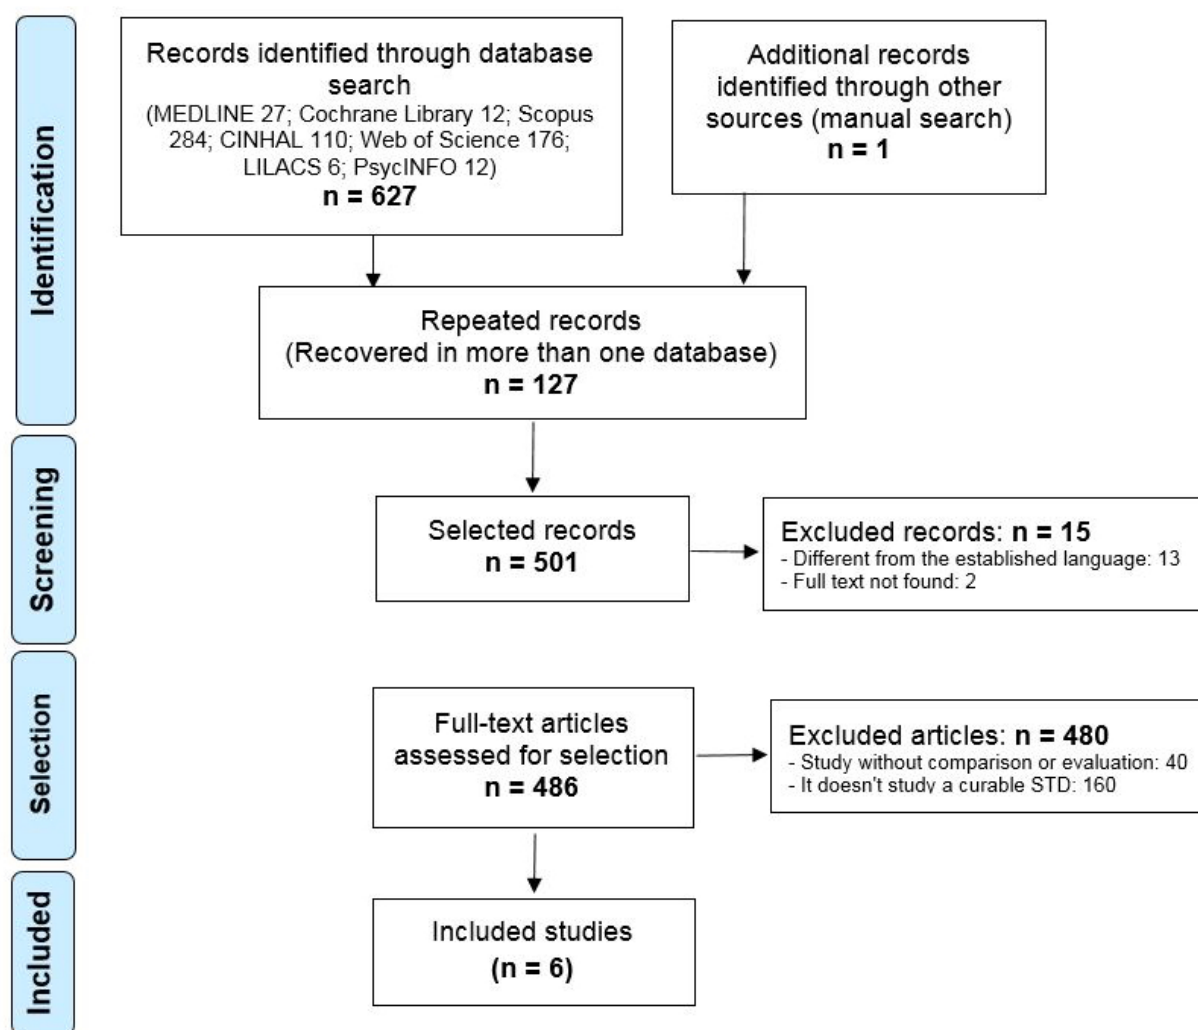 Identification
Records identified through database
search
(MEDLINE 27; Cochrane Library 12; Scopus
284; CINHAL 110; Web of Science 176;
LILACS 6; PsycINFO 12)
n = 627
Additional records
identified through other
sources (manual search)
n = 1
Repeated records
(Recovered in more than one database)
n = 127
Screening
Selected records
n = 501
Excluded records: n = 15
- Different from the established language: 13
- Full text not found: 2
Selection
Full-text articles
assessed for selection
n = 486
Excluded articles: n = 480
- Study without comparison or evaluation: 40
- It doesn't study a curable STD: 160
Included
Included studies
(n = 6)